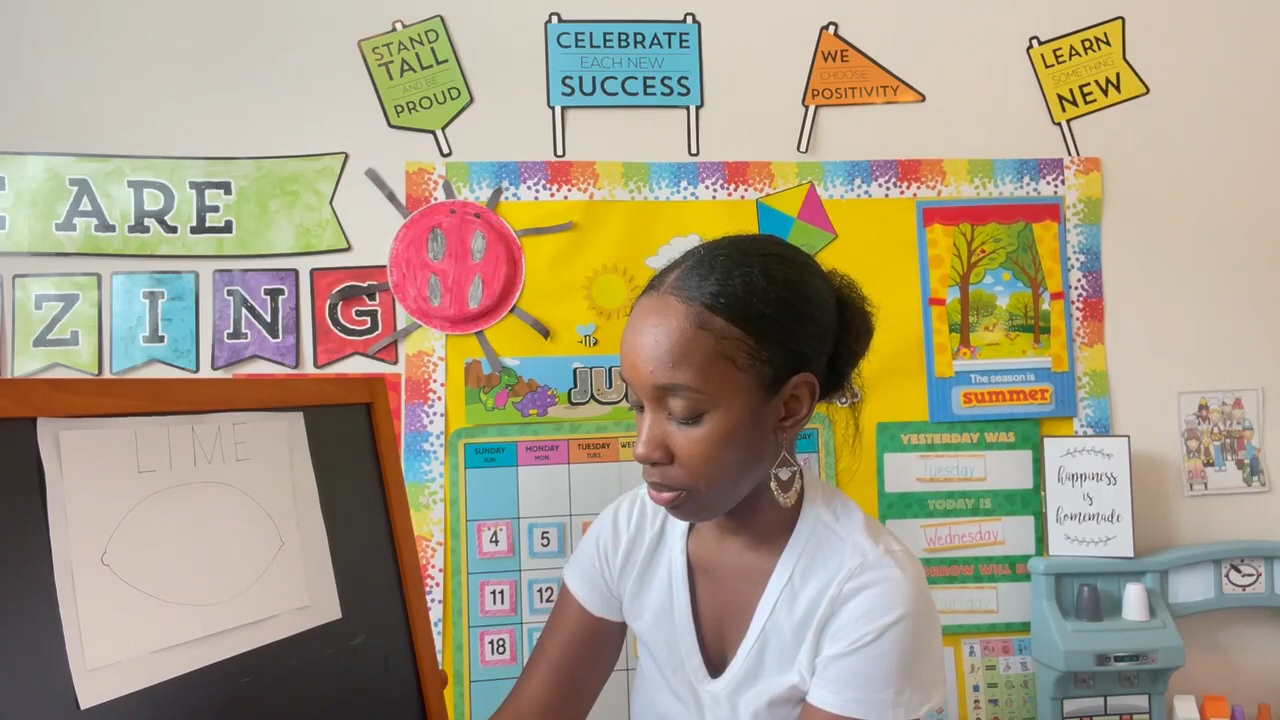 STAND
TALL
AND BE
PROUD
CELEBRATE
EACH NEW
SUCCESS
WE
CHOOSE
POSITIVITY
LEARN
SOMETHING
NEW
E ARE
ZING
LIME
JU
SUNDAY MONDAY TUESDAY WED
SUN. MON. TUES.
4 5
11 12
18
The season is
summer
YESTERDAY WAS
Tuesday
TODAY IS
Wednesday
happiness
is
homemade